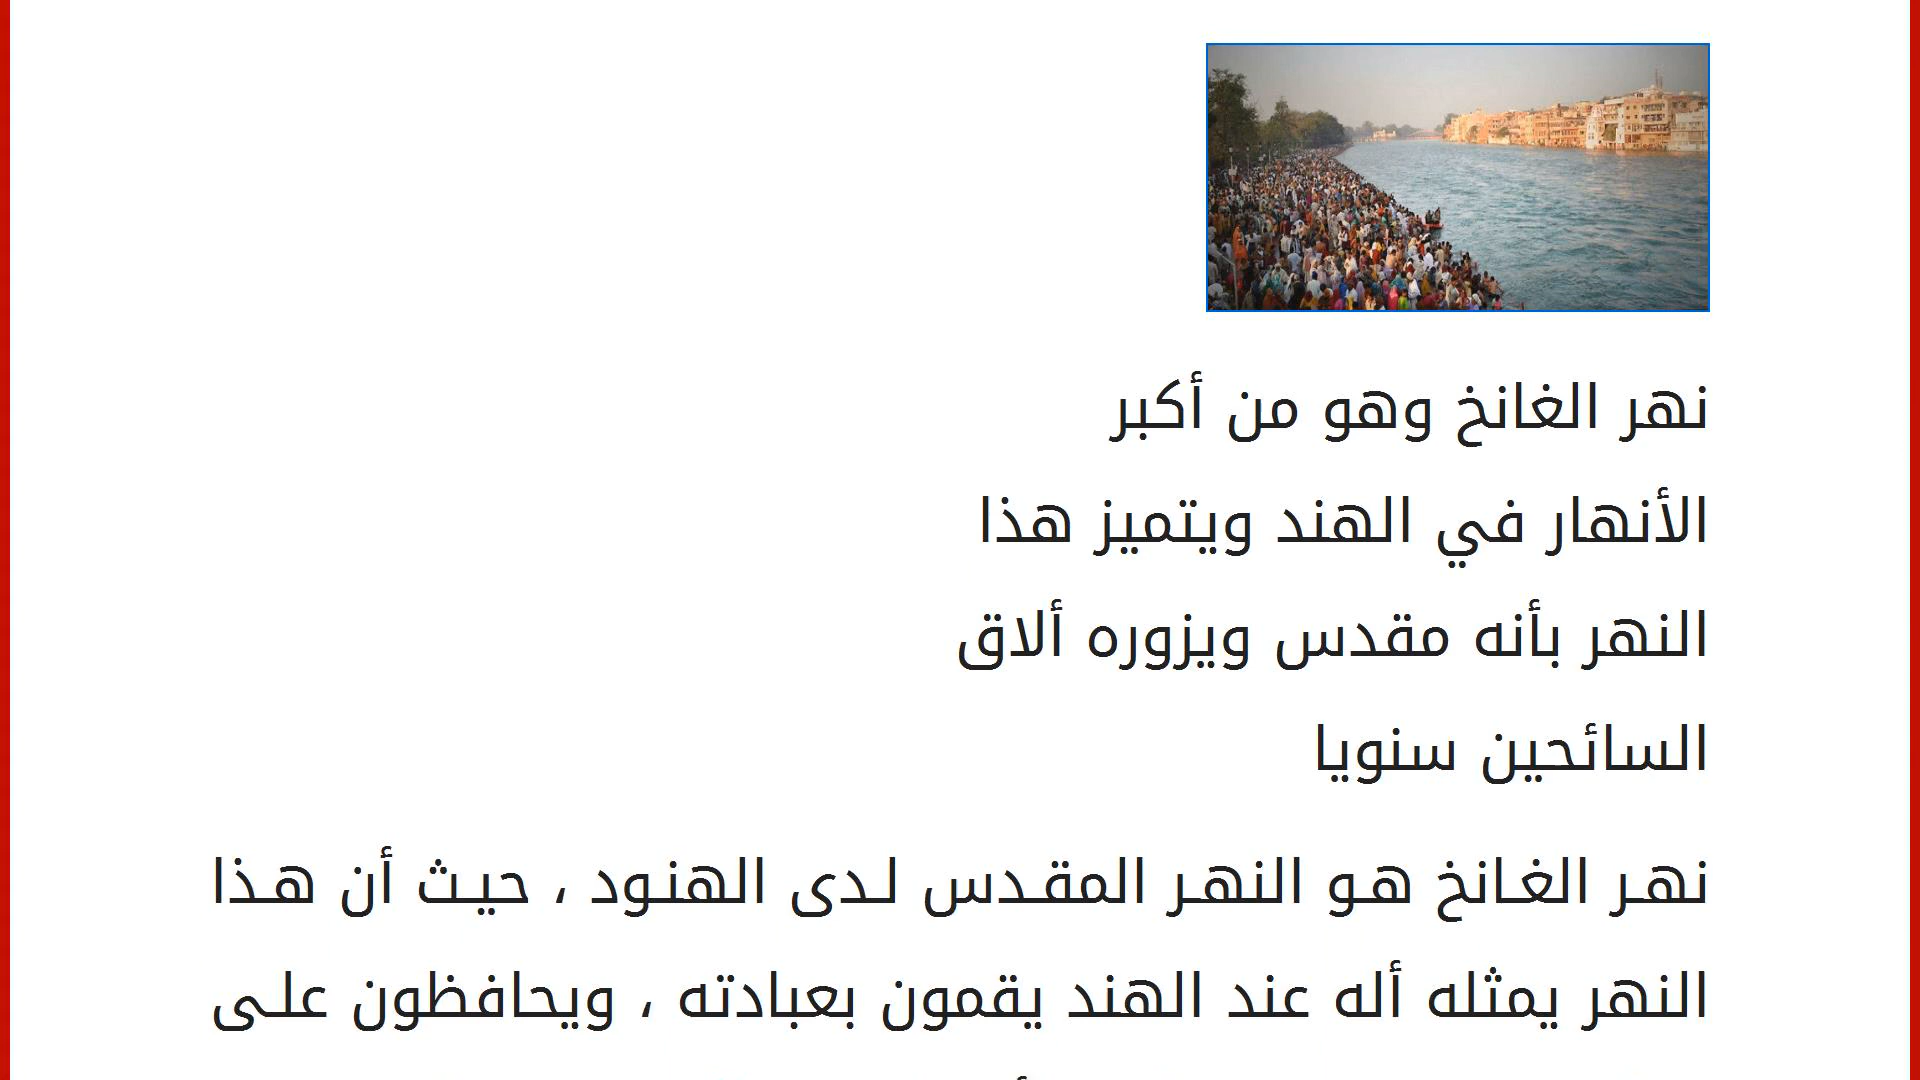 نهر الغانخ وهو من أكبر
الأنهار في الهند ويتميز هذا
النهر بأنه مقدس ويزوره ألاق
السائحين سنويا
نهر الغانخ هو النهر المقدس لدى الهنود ، حيث أن هذا
النهر يمثله أله عند الهند يقمون بعبادته ، ويحافظون على